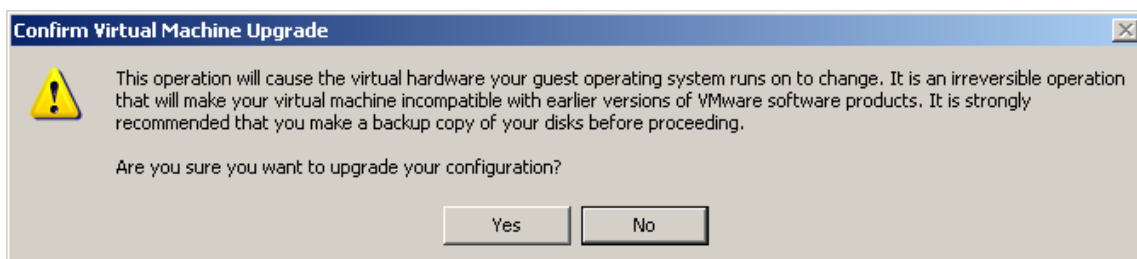 Confirm Virtual Machine Upgrade
This operation will cause the virtual hardware your guest operating system runs on to change. It is an irreversible operation
that will make your virtual machine incompatible with earlier versions of VMware software products. It is strongly
recommended that you make a backup copy of your disks before proceeding.
Are you sure you want to upgrade your configuration?
Yes No